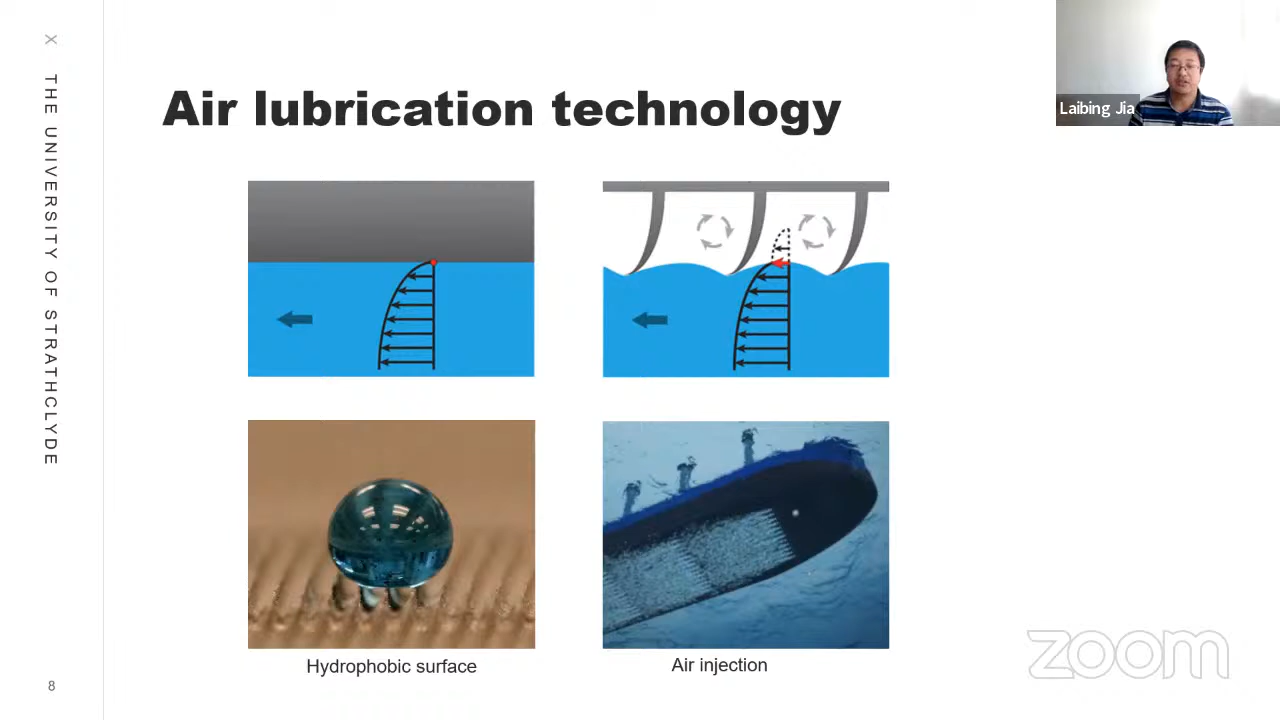 X THE UNIVERSITY OF STRATHCLYDE
Air lubrication technology
Laibing Jia
Hydrophobic surface
Air injection
8
zoom